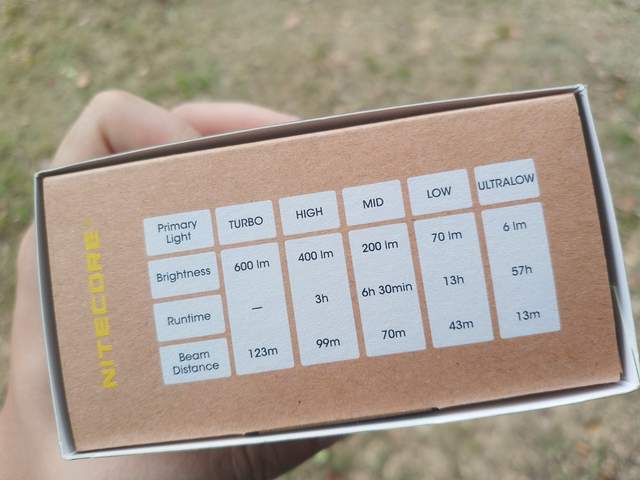 NITECORE
Primary Light TURBO HIGH MID LOW ULTRALOW
Brightness 600 lm 400 lm 200 lm 70 lm 6 lm
Runtime — 3h 6h 30min 13h 57h
Beam Distance 123m 99m 70m 43m 13m